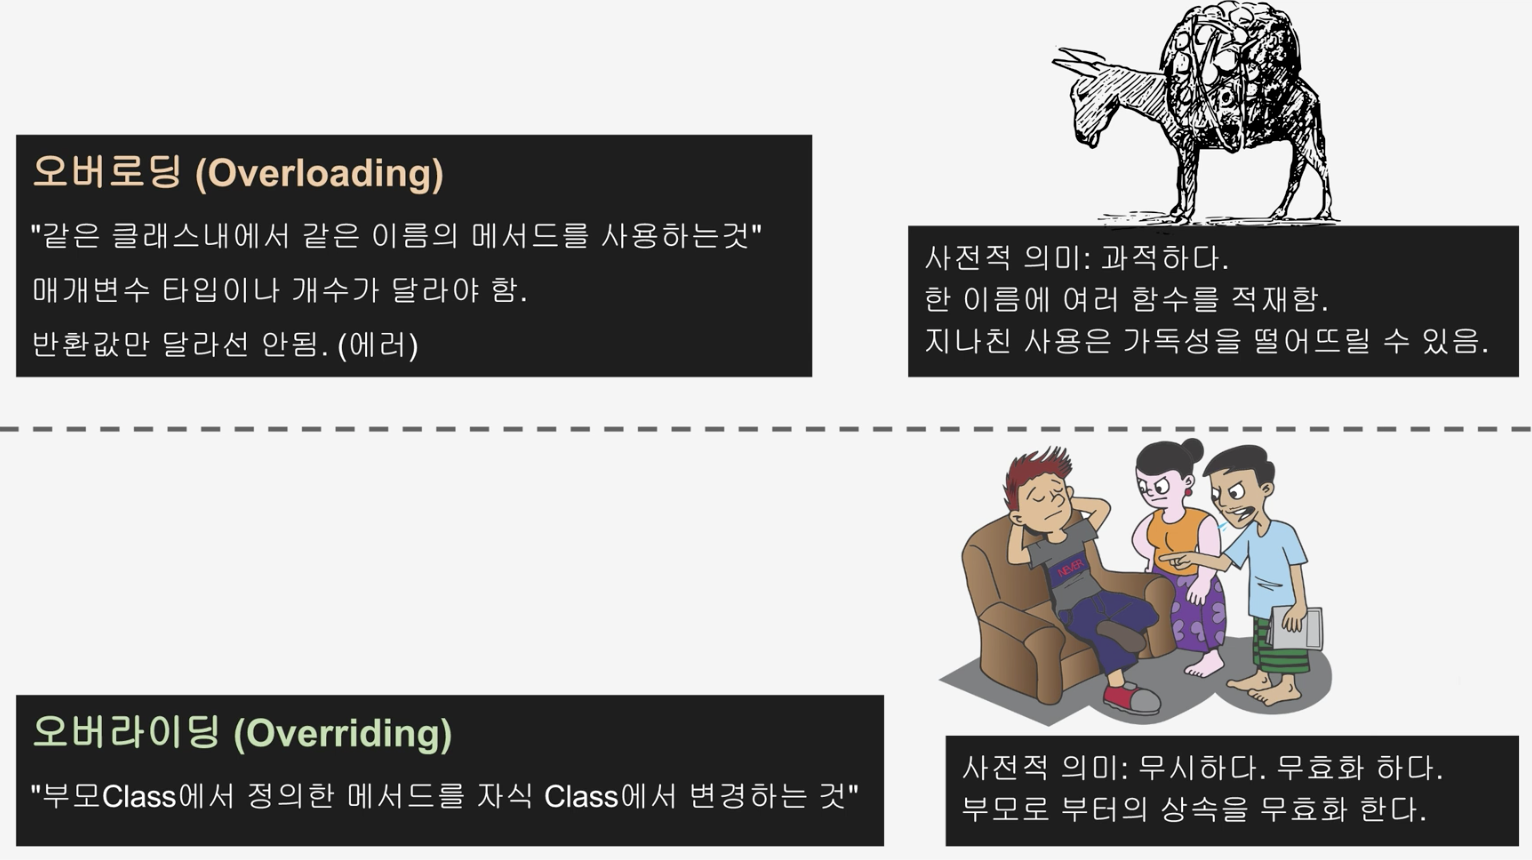 오버로딩 (Overloading)
"같은 클래스내에서 같은 이름의 메서드를 사용하는것"
매개변수 타입이나 개수가 달라야 함.
반환값만 달라선 안됨. (에러)
사전적 의미: 과적하다.
한 이름에 여러 함수를 적재함.
지나친 사용은 가독성을 떨어뜨릴 수 있음.
NEVER
오버라이딩 (Overriding)
"부모Class에서 정의한 메서드를 자식 Class에서 변경하는 것"
사전적 의미: 무시하다. 무효화 하다.
부모로 부터의 상속을 무효화 한다.